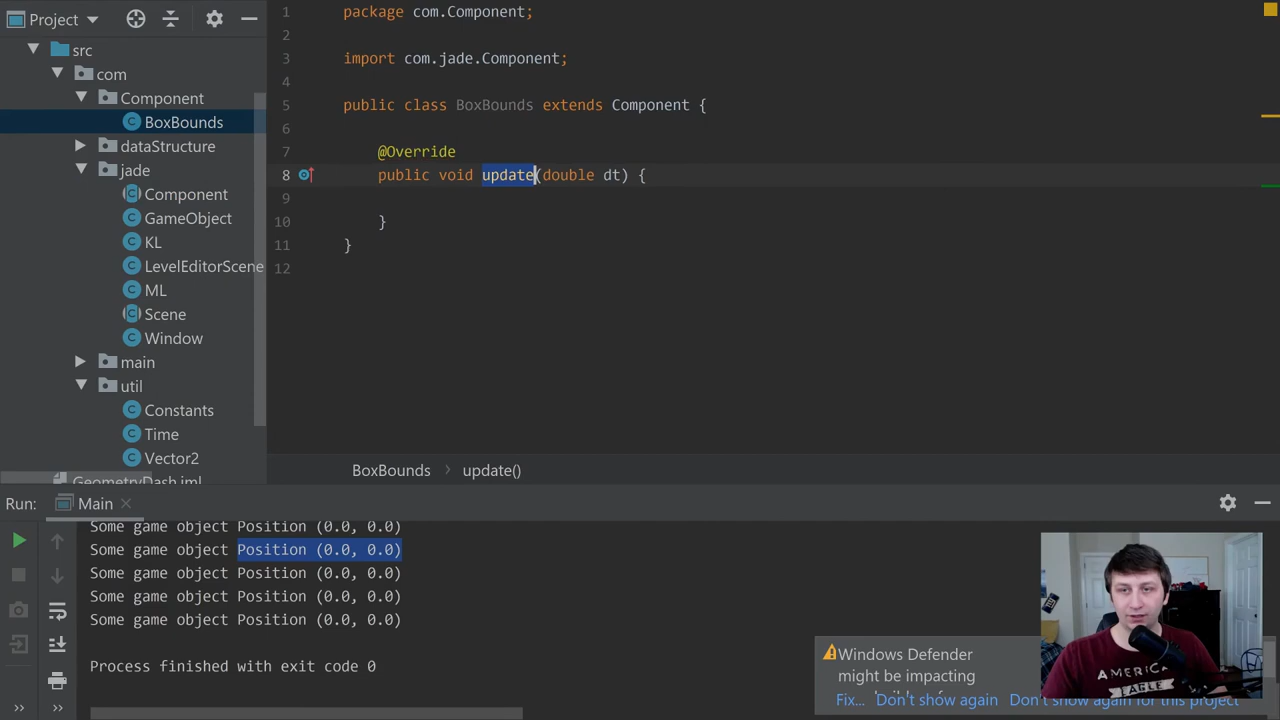 Project
src
com
Component
BoxBounds
dataStructure
jade
Component
GameObject
KL
LevelEditorScene
ML
Scene
Window
main
util
Constants
Time
Vector2
GeometryDash.iml
1 package com.Component;
2
3 import com.jade.Component;
4
5 public class BoxBounds extends Component {
6
7 @Override
8 public void update(double dt) {
9
10 }
11 }
12
BoxBounds > update()
Run: Main
Some game object Position (0.0, 0.0)
Some game object Position (0.0, 0.0)
Some game object Position (0.0, 0.0)
Some game object Position (0.0, 0.0)
Some game object Position (0.0, 0.0)
Process finished with exit code 0
Windows Defender
might be impacting
Fix... Don't show again Don't show again for this project
AMERICA
EAGLE